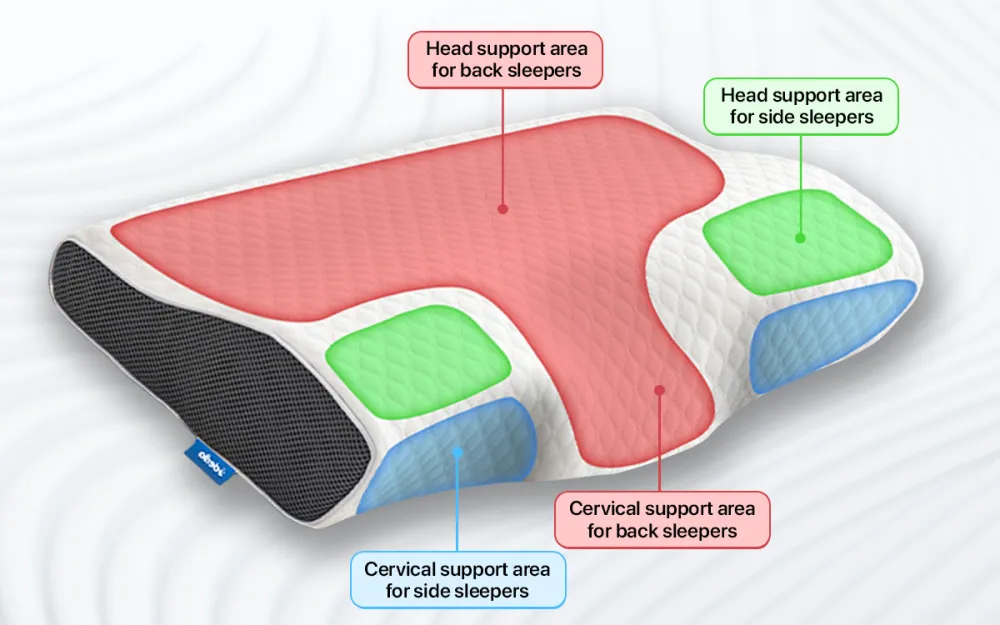 Head support area
for back sleepers
Head support area
for side sleepers
Cervical support area
for back sleepers
Cervical support area
for side sleepers